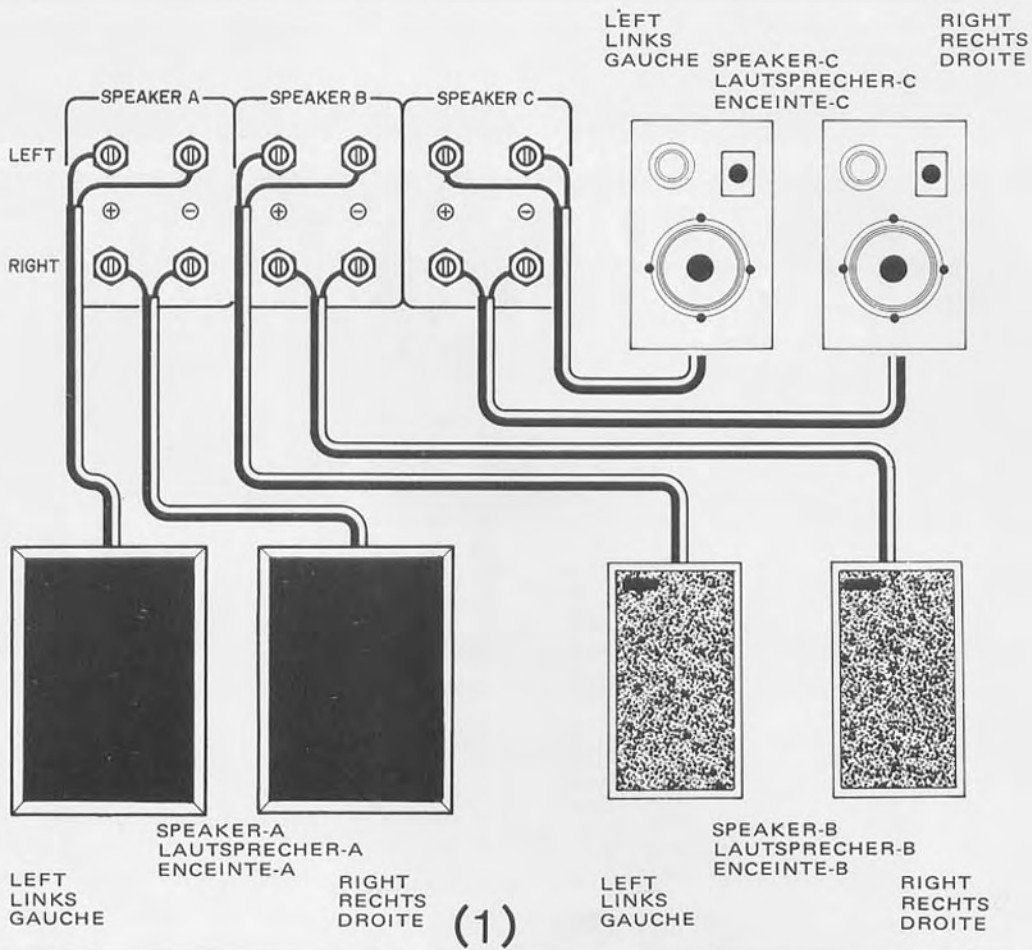 LEFT
LINKS
GAUCHE
RIGHT
RECHTS
DROITE
SPEAKER-C
LAUTSPRECHER-C
ENCEINTE-C
SPEAKER A
SPEAKER B
SPEAKER C
LEFT
⊕ ⊖ ⊕ ⊖ ⊕ ⊖
RIGHT
SPEAKER-A
LAUTSPRECHER-A
ENCEINTE-A
LEFT
LINKS
GAUCHE
RIGHT
RECHTS
DROITE
SPEAKER-B
LAUTSPRECHER-B
ENCEINTE-B
LEFT
LINKS
GAUCHE
RIGHT
RECHTS
DROITE
(1)